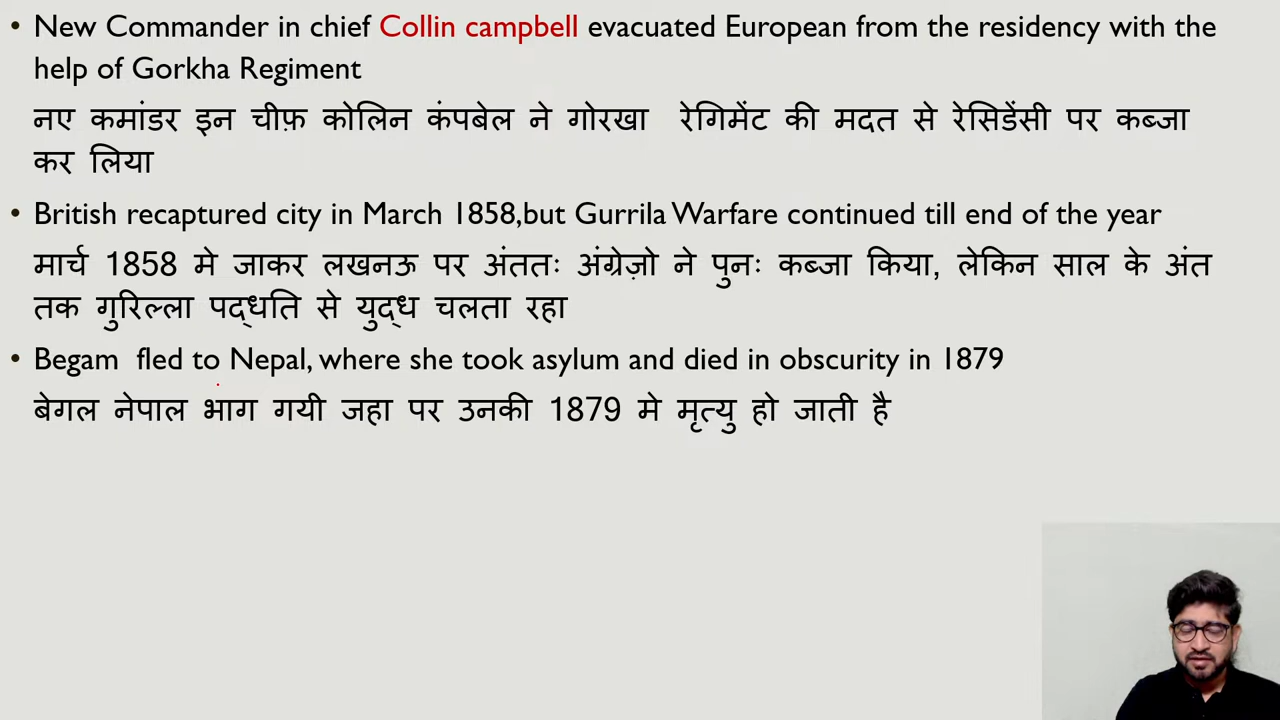 • New Commander in chief Collin campbell evacuated European from the residency with the
help of Gorkha Regiment
नए कमांडर इन चीफ़ कोलिन कंपबेल ने गोरखा रेगिमेंट की मदत से रेसिडेंसी पर कब्जा
कर लिया
• British recaptured city in March 1858,but Gurrila Warfare continued till end of the year
मार्च 1858 मे जाकर लखनऊ पर अंततः अंग्रेज़ो ने पुनः कब्जा किया, लेकिन साल के अंत
तक गुरिल्ला पद्धति से युद्ध चलता रहा
• Begam fled to Nepal, where she took asylum and died in obscurity in 1879
बेगल नेपाल भाग गयी जहा पर उनकी 1879 मे मृत्यु हो जाती है